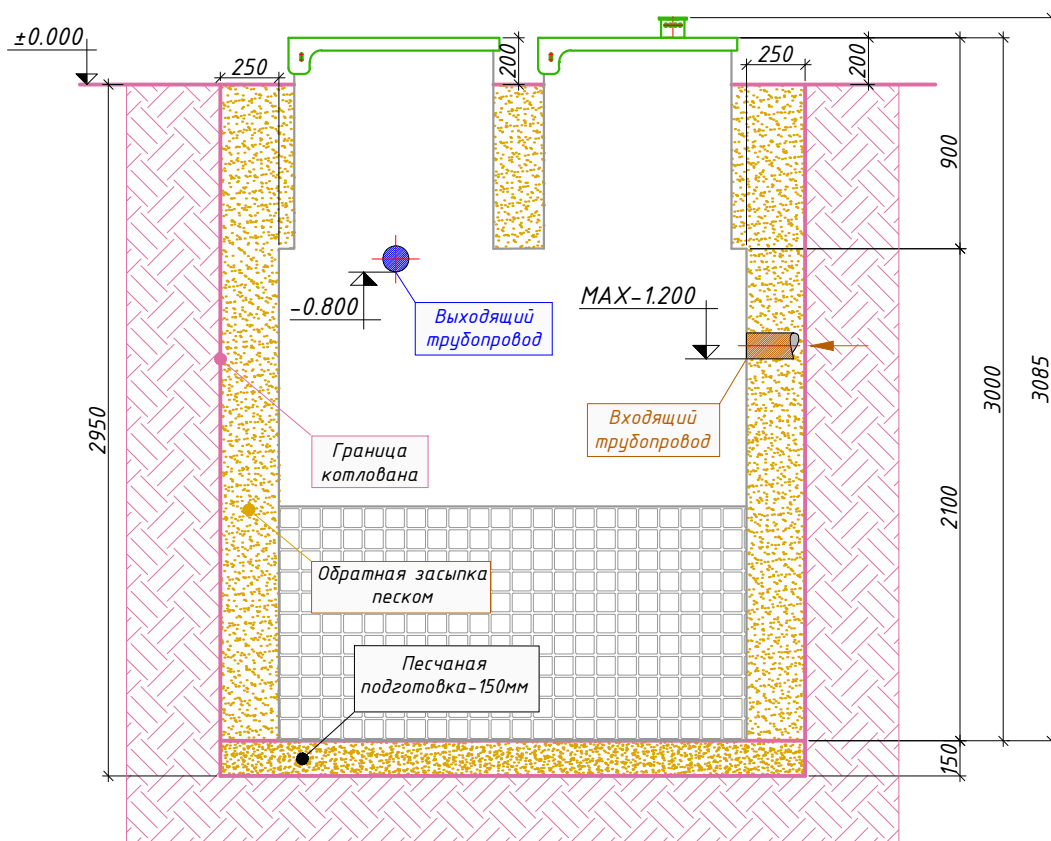 ±0.000
250
200
250
200
900
-0.800
MAX-1.200
Выходящий
трубопровод
Входящий
трубопровод
2950
3000
3085
Граница
котлована
2100
Обратная засыпка
песком
Песчаная
подготовка-150мм
150